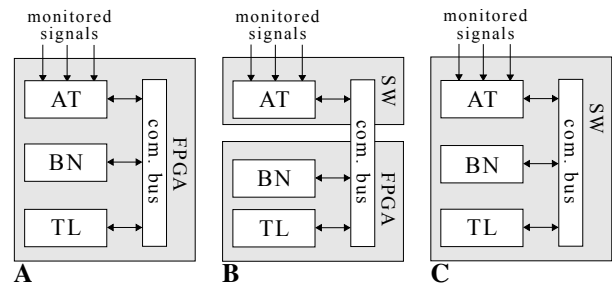 monitored
signals
AT
BN
TL
com. bus
FPGA
A
monitored
signals
AT
SW
BN
TL
com. bus
FPGA
B
monitored
signals
AT
BN
TL
com. bus
SW
C